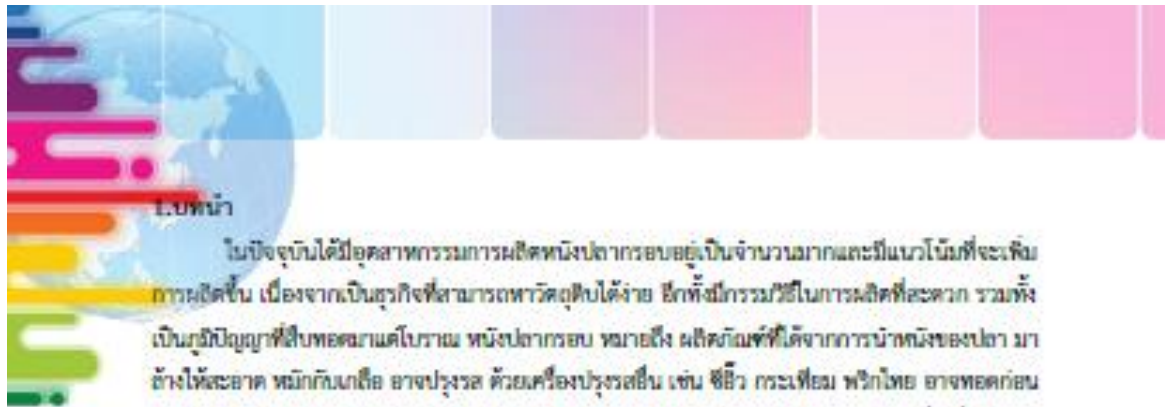 1.บทนำ
ในปัจจุบันได้มีอุตสาหกรรมการผลิตหนังปลากรอบอยู่เป็นจำนวนมากและมีแนวโน้มที่จะเพิ่ม
การผลิตขึ้น เนื่องจากเป็นธุรกิจที่สามารถหาวัตถุดิบได้ง่าย อีกทั้งมีกรรมวิธีในการผลิตที่สะดวก รวมทั้ง
เป็นภูมิปัญญาที่สืบทอดมาแต่โบราณ หนังปลากรอบ หมายถึง ผลิตภัณฑ์ที่ได้จากการนำหนังของปลา มา
ล้างให้สะอาด หมักกับเกลือ อาจปรุงรส ด้วยเครื่องปรุงรสอื่น เช่น ซีอิ๊ว กระเทียม พริกไทย อาจทอดก่อน